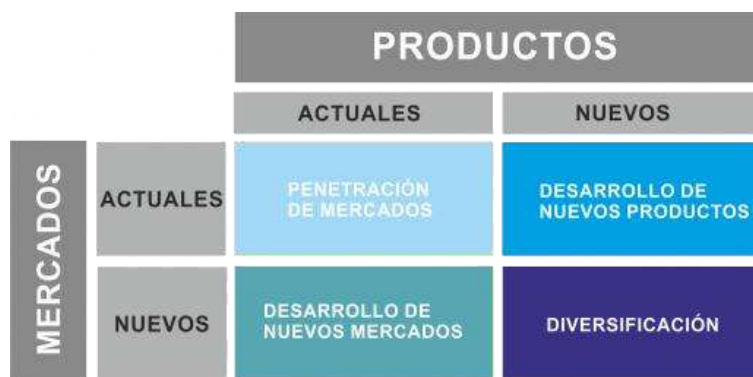 PRODUCTOS
ACTUALES
NUEVOS
MERCADOS
ACTUALES
PENETRACIÓN
DE MERCADOS
DESARROLLO DE
NUEVOS PRODUCTOS
NUEVOS
DESARROLLO DE
NUEVOS MERCADOS
DIVERSIFICACIÓN